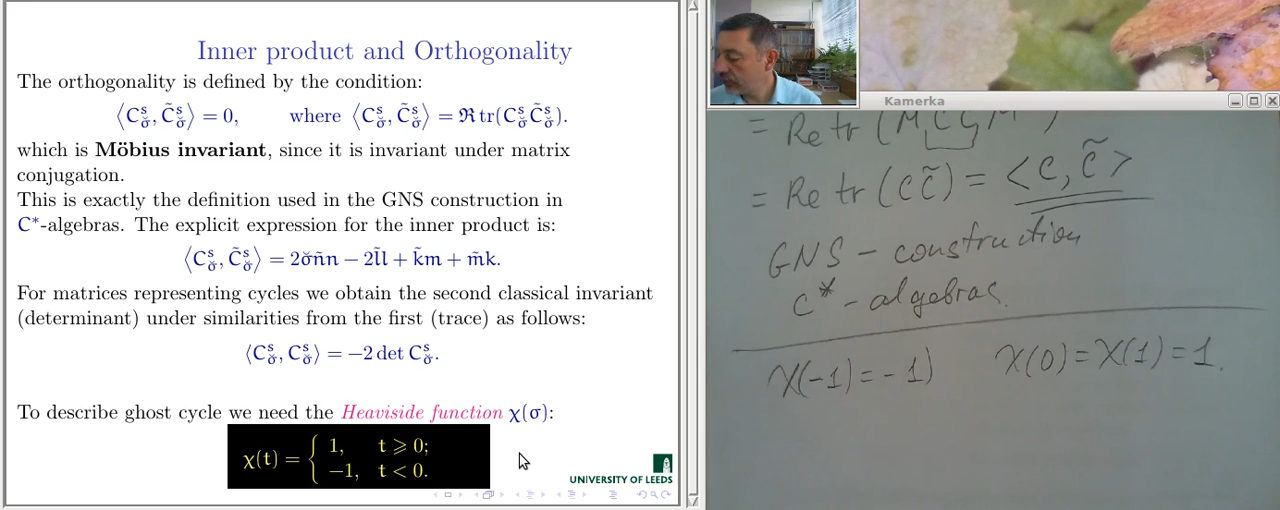 Inner product and Orthogonality
The orthogonality is defined by the condition:
⟨C^s_σ̆, C̃^s_σ̆⟩ = 0, where ⟨C^s_σ̆, C̃^s_σ̆⟩ = ℜ tr(C^s_σ̆ C̃^s_σ̆).
which is Möbius invariant, since it is invariant under matrix
conjugation.
This is exactly the definition used in the GNS construction in
C*-algebras. The explicit expression for the inner product is:
⟨C^s_σ̆, C̃^s_σ̆⟩ = 2σ̆ñn − 2l̃l + k̃m + m̃k.
For matrices representing cycles we obtain the second classical invariant
(determinant) under similarities from the first (trace) as follows:
⟨C^s_σ̆, C^s_σ̆⟩ = −2 det C^s_σ̆.
To describe ghost cycle we need the Heaviside function χ(σ):
χ(t) = { 1, t ⩾ 0;
−1, t < 0.
UNIVERSITY OF LEEDS
Kamerka
= Re tr (
= Re tr (C C̃) = <C, C̃>
GNS - construction
C* - algebras.
χ(-1) = -1) χ(0) = χ(1) = 1.